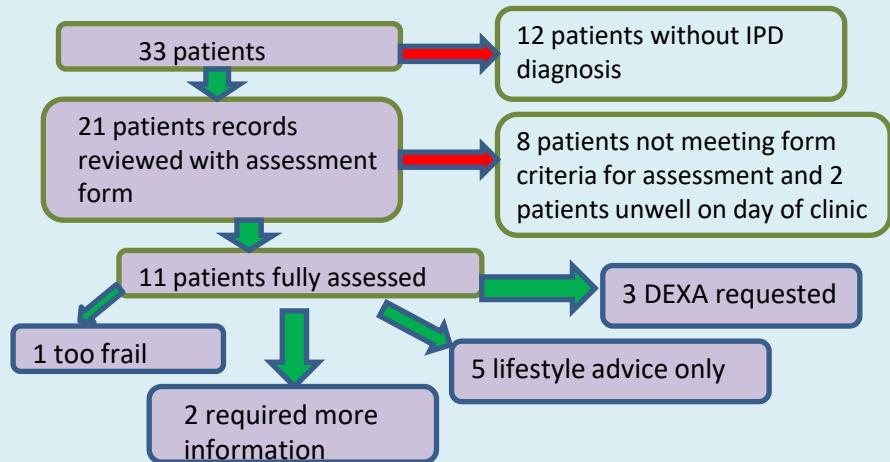 33 patients
12 patients without IPD
diagnosis
21 patients records
reviewed with assessment
form
8 patients not meeting form
criteria for assessment and 2
patients unwell on day of clinic
11 patients fully assessed
3 DEXA requested
1 too frail
5 lifestyle advice only
2 required more
information